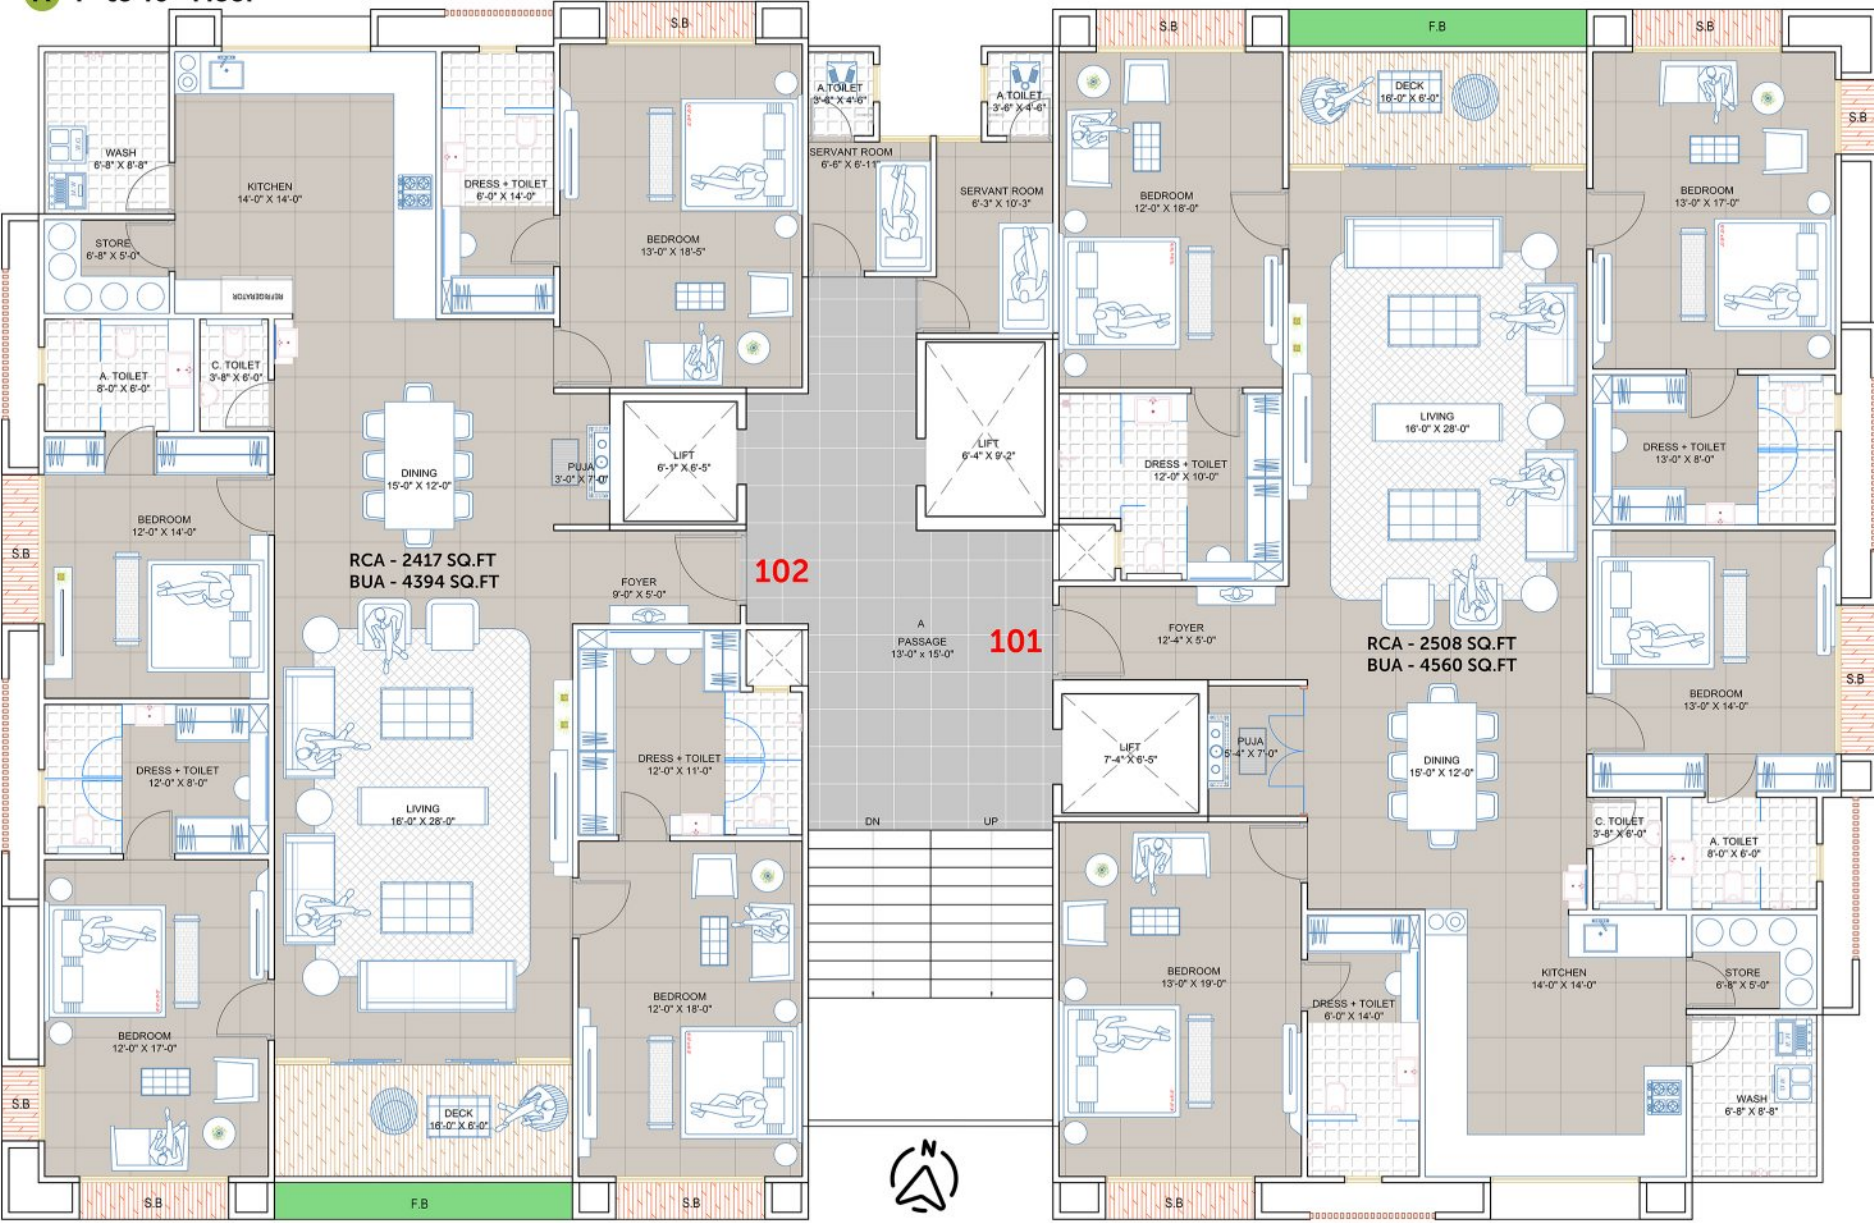 S.B
S.B
F.B
S.B
A.TOILET
3'-6" X 4'-6"
A.TOILET
3'-6" X 4'-6"
DECK
16'-0" X 6'-0"
S.B
WASH
6'-8" X 8'-8"
KITCHEN
14'-0" X 14'-0"
DRESS + TOILET
6'-0" X 14'-0"
SERVANT ROOM
6'-6" X 6'-11"
SERVANT ROOM
6'-3" X 10'-3"
BEDROOM
12'-0" X 18'-0"
BEDROOM
13'-0" X 17'-0"
STORE
6'-8" X 5'-0"
BEDROOM
13'-0" X 18'-5"
REFRIGERATOR
A. TOILET
8'-0" X 6'-0"
C. TOILET
3'-8" X 6'-0"
LIVING
16'-0" X 28'-0"
DRESS + TOILET
13'-0" X 8'-0"
DINING
15'-0" X 12'-0"
PUJA
3'-0" X 7'-0"
LIFT
6'-1" X 6'-5"
LIFT
6'-4" X 9'-2"
DRESS + TOILET
12'-0" X 10'-0"
BEDROOM
12'-0" X 14'-0"
S.B
RCA - 2417 SQ.FT
BUA - 4394 SQ.FT
102
FOYER
9'-0" X 5'-0"
A
PASSAGE
13'-0" x 15'-0"
101
FOYER
12'-4" X 5'-0"
RCA - 2508 SQ.FT
BUA - 4560 SQ.FT
S.B
BEDROOM
13'-0" X 14'-0"
DRESS + TOILET
12'-0" X 8'-0"
DRESS + TOILET
12'-0" X 11'-0"
LIFT
7'-4" X 6'-5"
PUJA
5'-4" X 7'-0"
DINING
15'-0" X 12'-0"
LIVING
16'-0" X 28'-0"
DN
UP
C. TOILET
3'-8" X 6'-0"
A. TOILET
8'-0" X 6'-0"
BEDROOM
12'-0" X 17'-0"
BEDROOM
12'-0" X 18'-0"
BEDROOM
13'-0" X 19'-0"
DRESS + TOILET
6'-0" X 14'-0"
KITCHEN
14'-0" X 14'-0"
STORE
6'-8" X 5'-0"
S.B
DECK
16'-0" X 6'-0"
WASH
6'-8" X 8'-8"
N
S.B
F.B
S.B
S.B